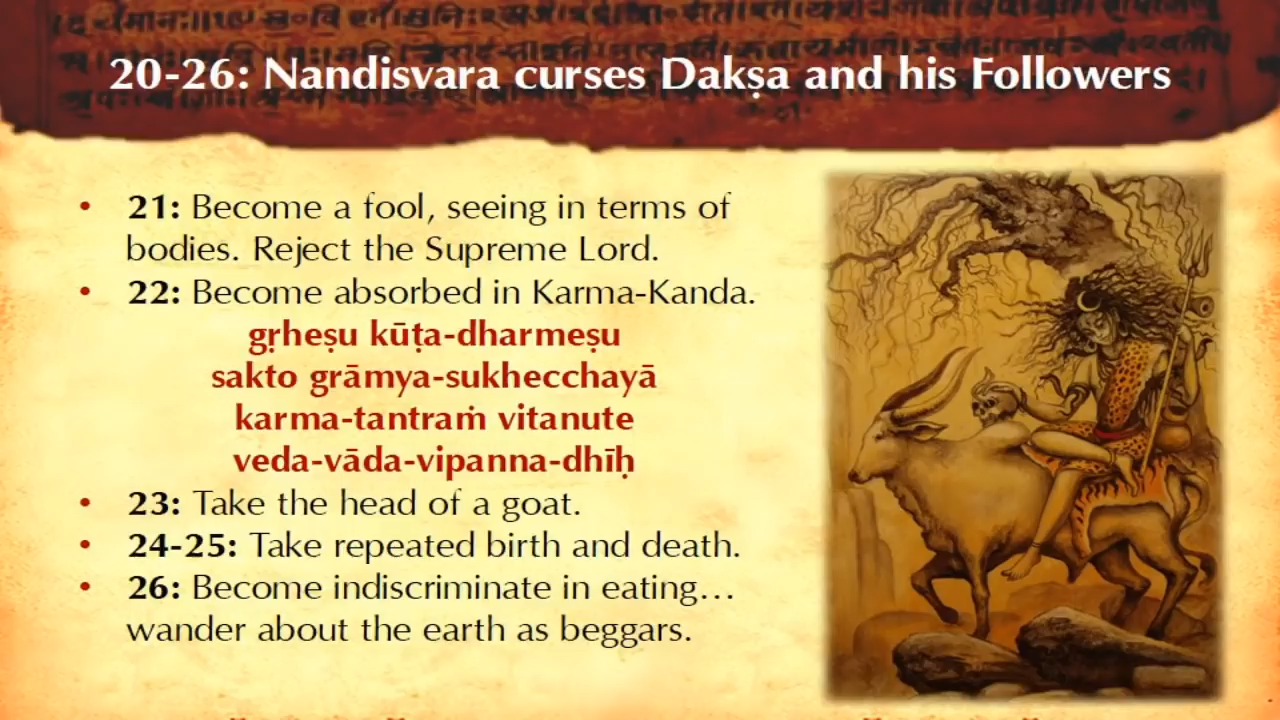 20-26: Nandisvara curses Dakṣa and his Followers
• 21: Become a fool, seeing in terms of
bodies. Reject the Supreme Lord.
• 22: Become absorbed in Karma-Kanda.
gṛheṣu kūṭa-dharmeṣu
sakto grāmya-sukhecchayā
karma-tantraṁ vitanute
veda-vāda-vipanna-dhīḥ
• 23: Take the head of a goat.
• 24-25: Take repeated birth and death.
• 26: Become indiscriminate in eating…
wander about the earth as beggars.